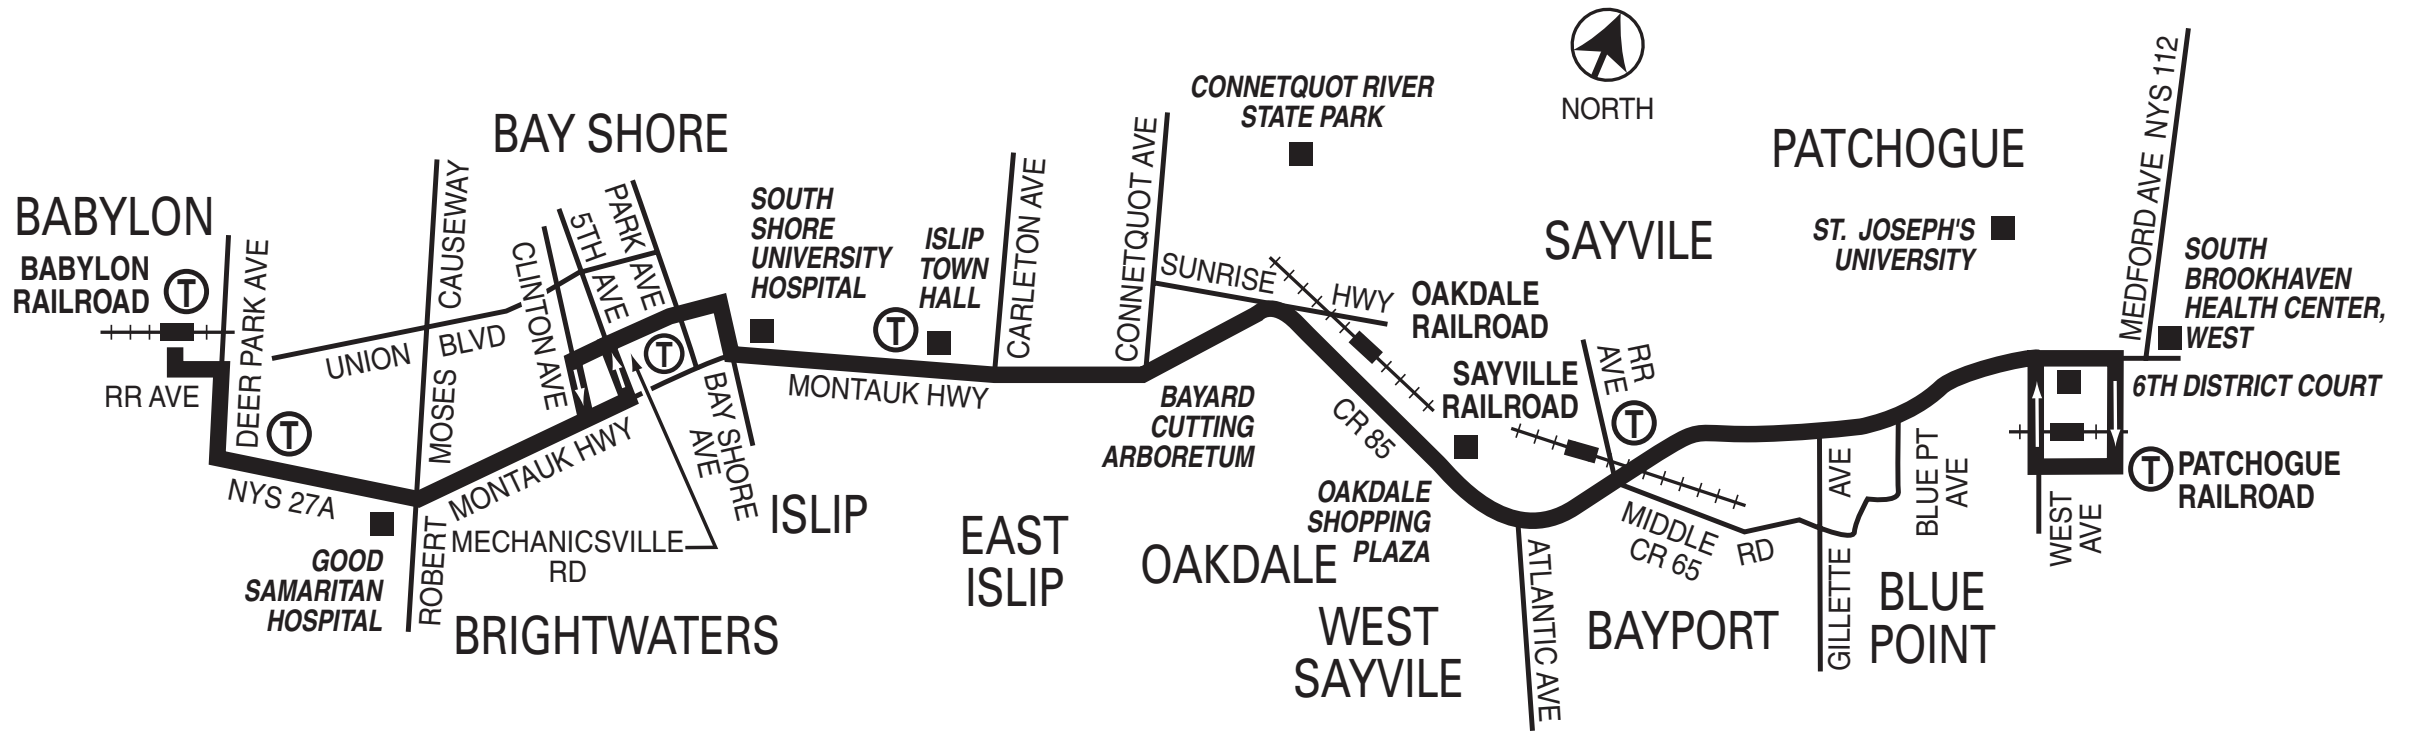 BABYLON
BABYLON
RAILROAD
T
RR AVE
DEER PARK AVE
T
NYS 27A
UNION
BLVD
MOSES
CAUSEWAY
ROBERT
GOOD
SAMARITAN
HOSPITAL
BAY SHORE
CLINTON AVE
5TH
AVE
PARK
AVE
T
MONTAUK HWY
MECHANICSVILLE
RD
BRIGHTWATERS
BAY SHORE
AVE
SOUTH
SHORE
UNIVERSITY
HOSPITAL
T
ISLIP
TOWN
HALL
MONTAUK HWY
ISLIP
CARLETON AVE
EAST
ISLIP
CONNETQUOT AVE
CONNETQUOT RIVER
STATE PARK
SUNRISE
HWY
BAYARD
CUTTING
ARBORETUM
OAKDALE
OAKDALE
RAILROAD
CR 85
OAKDALE
SHOPPING
PLAZA
WEST
SAYVILE
NORTH
SAYVILE
SAYVILLE
RAILROAD
RR
AVE
T
ATLANTIC AVE
MIDDLE
CR 65
RD
BAYPORT
GILLETTE
AVE
BLUE
POINT
BLUE PT
AVE
PATCHOGUE
ST. JOSEPH'S
UNIVERSITY
MEDFORD AVE NYS 112
SOUTH
BROOKHAVEN
HEALTH CENTER,
WEST
6TH DISTRICT COURT
T
PATCHOGUE
RAILROAD
WEST
AVE